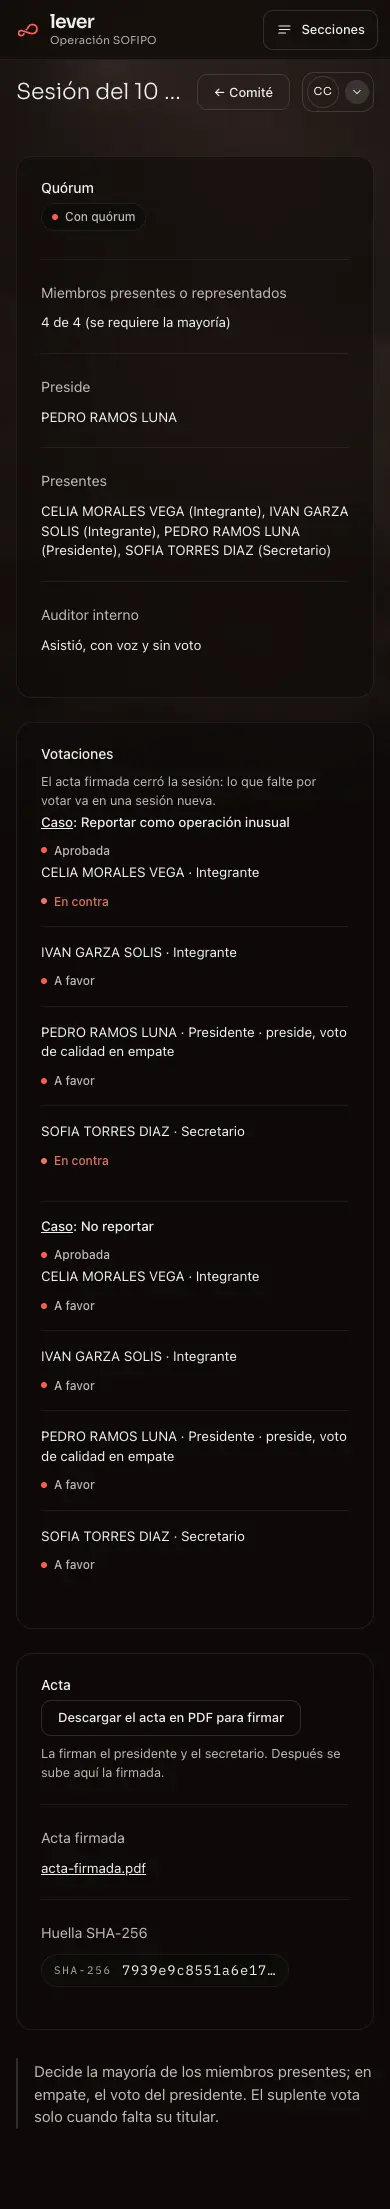 lever
Operación SOFIPO
Secciones
Sesión del 10 ...
← Comité
CC
Quórum
Con quórum
Miembros presentes o representados
4 de 4 (se requiere la mayoría)
Preside
PEDRO RAMOS LUNA
Presentes
CELIA MORALES VEGA (Integrante), IVAN GARZA
SOLIS (Integrante), PEDRO RAMOS LUNA
(Presidente), SOFIA TORRES DIAZ (Secretario)
Auditor interno
Asistió, con voz y sin voto
Votaciones
El acta firmada cerró la sesión: lo que falte por
votar va en una sesión nueva.
Caso: Reportar como operación inusual
Aprobada
CELIA MORALES VEGA · Integrante
En contra
IVAN GARZA SOLIS · Integrante
A favor
PEDRO RAMOS LUNA · Presidente · preside, voto
de calidad en empate
A favor
SOFIA TORRES DIAZ · Secretario
En contra
Caso: No reportar
Aprobada
CELIA MORALES VEGA · Integrante
A favor
IVAN GARZA SOLIS · Integrante
A favor
PEDRO RAMOS LUNA · Presidente · preside, voto
de calidad en empate
A favor
SOFIA TORRES DIAZ · Secretario
A favor
Acta
Descargar el acta en PDF para firmar
La firman el presidente y el secretario. Después se
sube aquí la firmada.
Acta firmada
acta-firmada.pdf
Huella SHA-256
SHA-256 7939e9c8551a6e17…
Decide la mayoría de los miembros presentes; en
empate, el voto del presidente. El suplente vota
solo cuando falta su titular.